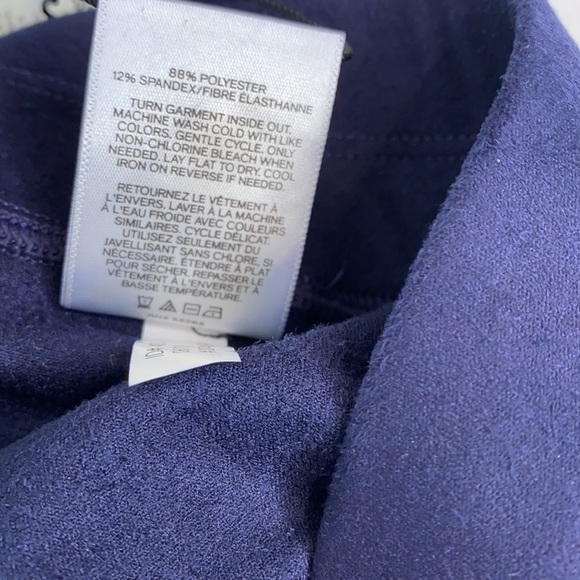 88% POLYESTER
12% SPANDEX/FIBRE ÉLASTHANNE
TURN GARMENT INSIDE OUT.
MACHINE WASH COLD WITH LIKE
COLORS. GENTLE CYCLE. ONLY
NON-CHLORINE BLEACH WHEN
NEEDED. LAY FLAT TO DRY. COOL
IRON ON REVERSE IF NEEDED.
RETOURNEZ LE VÊTEMENT À
L'ENVERS. LAVER À LA MACHINE
À L'EAU FROIDE AVEC COULEURS
SIMILAIRES. CYCLE DÉLICAT.
UTILISEZ SEULEMENT DU
JAVELLISANT SANS CHLORE, SI
NÉCESSAIRE. ÉTENDRE À PLAT
POUR SÉCHER. REPASSER LE
VÊTEMENT À L'ENVERS ET À
BASSE TEMPÉRATURE.